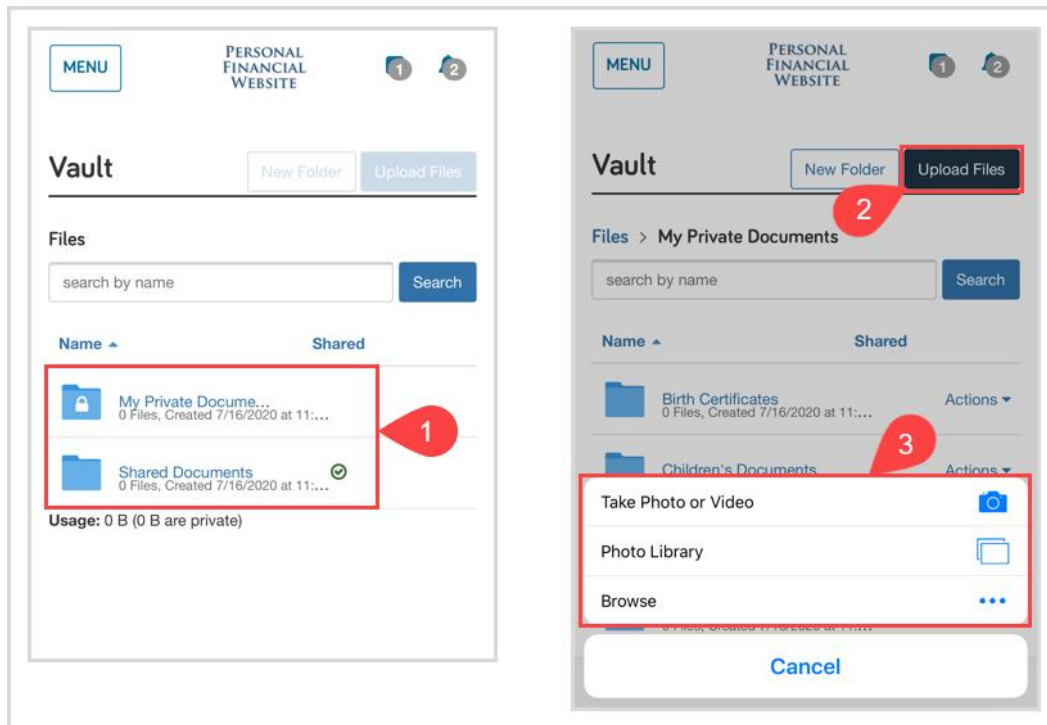 MENU
PERSONAL
FINANCIAL
WEBSITE
1
2
Vault
New Folder
Upload Files
Files
search by name
Search
Name
Shared
My Private Docume...
0 Files, Created 7/16/2020 at 11:...
1
Shared Documents
0 Files, Created 7/16/2020 at 11:...
Usage: 0 B (0 B are private)
MENU
PERSONAL
FINANCIAL
WEBSITE
1
2
Vault
New Folder
Upload Files
2
Files > My Private Documents
search by name
Search
Name
Shared
Birth Certificates
Actions
0 Files, Created 7/16/2020 at 11:...
3
Children's Documents
Actions
Take Photo or Video
Photo Library
Browse
Cancel